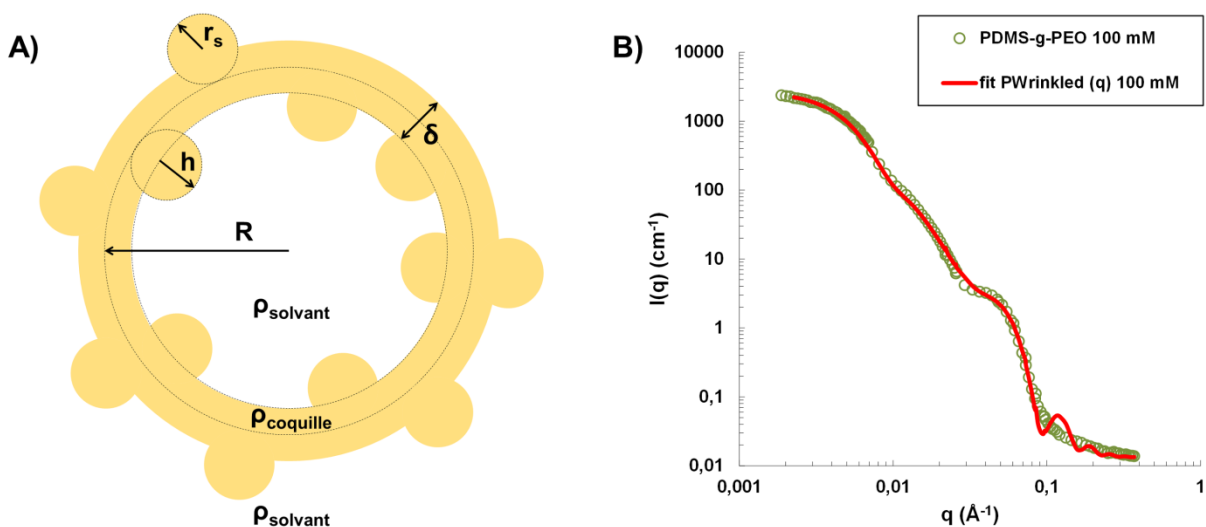 A)
rs
h
δ
R
ρsolvant
ρcoquille
ρsolvant
B)
PDMS-g-PEO 100 mM
fit PWrinkled (q) 100 mM
I(q) (cm-1)
10000
1000
100
10
1
0,1
0,01
0,001
0,01
0,1
1
q (Å-1)